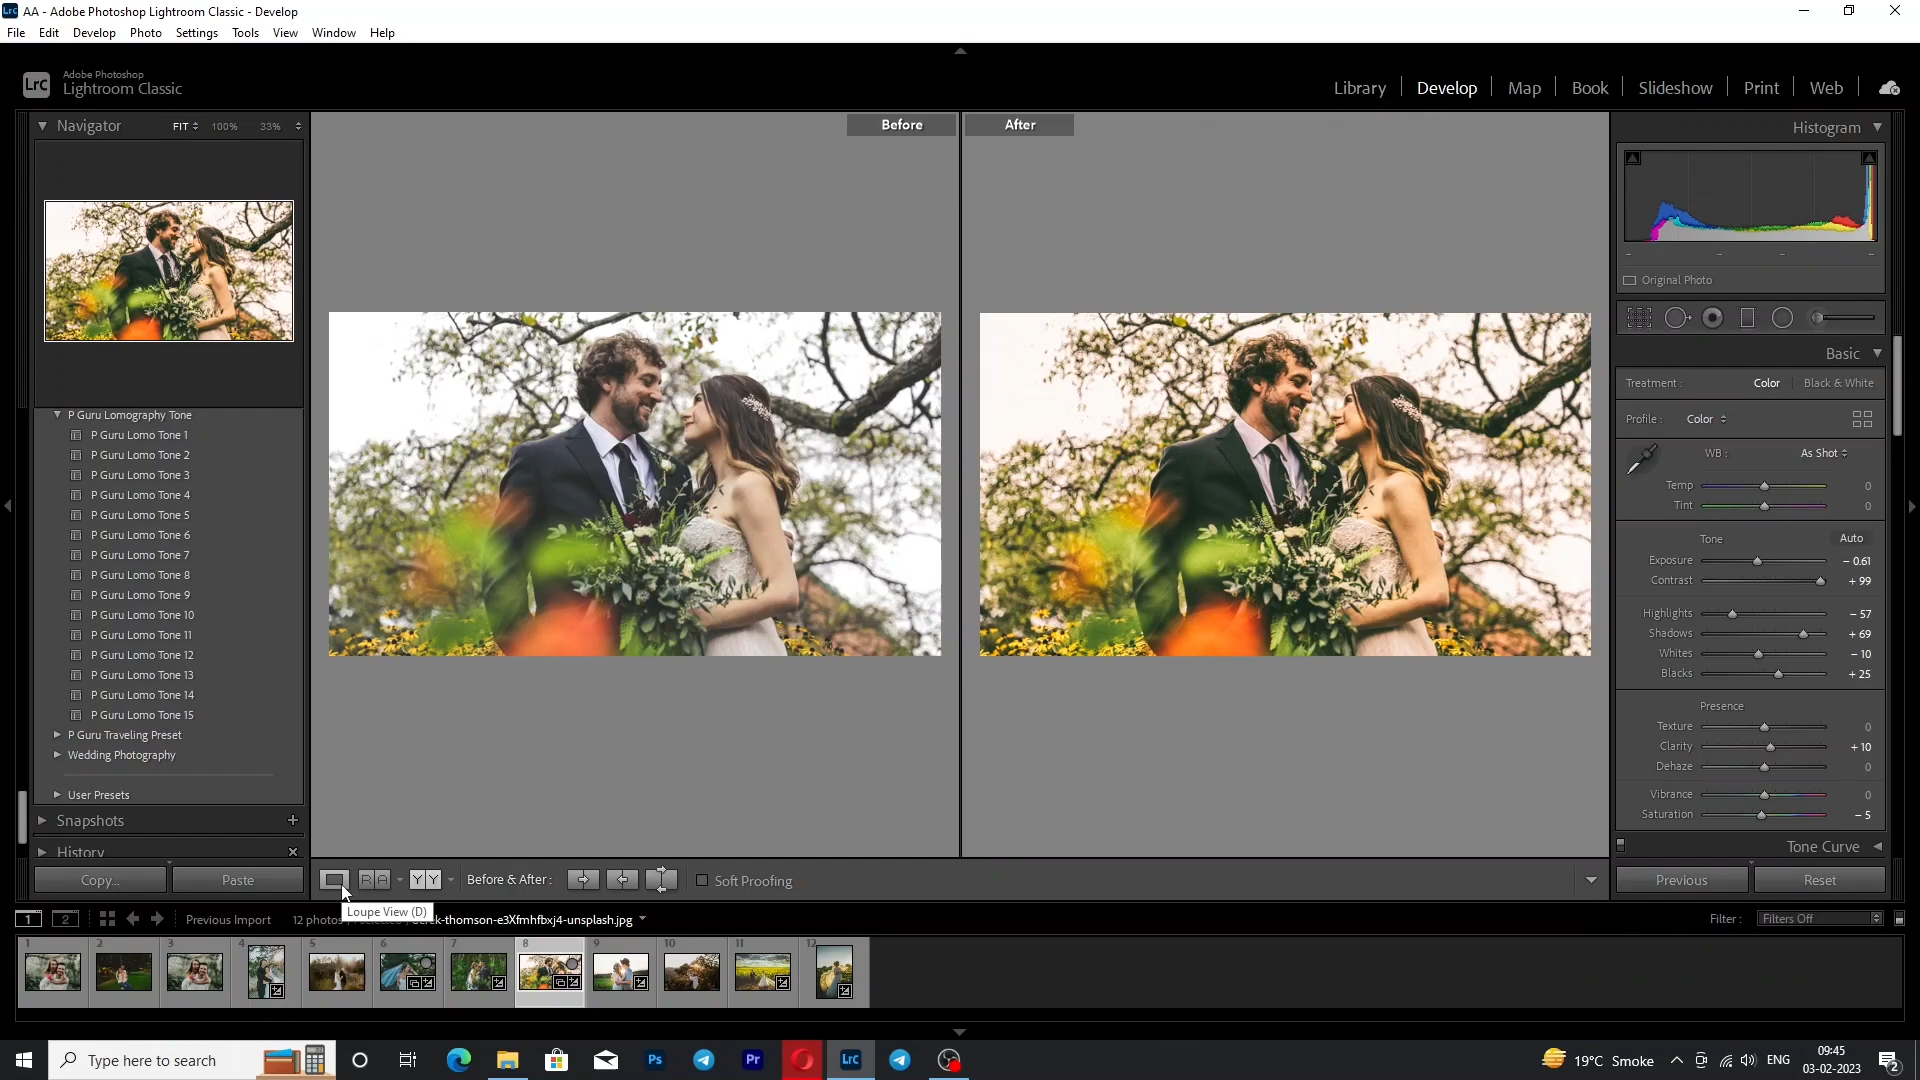 AA - Adobe Photoshop Lightroom Classic - Develop
File Edit Develop Photo Settings Tools View Window Help
LrC Adobe Photoshop
Lightroom Classic
Library Develop Map Book Slideshow Print Web
Navigator FIT 100% 33%
Before After
Histogram
Original Photo
Basic
Treatment : Color Black & White
Profile : Color
WB : As Shot
Temp 0
Tint 0
Tone Auto
Exposure - 0.61
Contrast + 99
Highlights - 57
Shadows + 69
Whites - 10
Blacks + 25
Presence
Texture 0
Clarity + 10
Dehaze 0
Vibrance 0
Saturation - 5
Tone Curve
Previous Reset
P Guru Lomography Tone
P Guru Lomo Tone 1
P Guru Lomo Tone 2
P Guru Lomo Tone 3
P Guru Lomo Tone 4
P Guru Lomo Tone 5
P Guru Lomo Tone 6
P Guru Lomo Tone 7
P Guru Lomo Tone 8
P Guru Lomo Tone 9
P Guru Lomo Tone 10
P Guru Lomo Tone 11
P Guru Lomo Tone 12
P Guru Lomo Tone 13
P Guru Lomo Tone 14
P Guru Lomo Tone 15
P Guru Traveling Preset
Wedding Photography
User Presets
Snapshots
History
Copy... Paste
R A Y Y Before & After : Soft Proofing
Loupe View (D)
1 2 Previous Import 12 photos -thomson-e3Xfmhfbxj4-unsplash.jpg Filter : Filters Off
1 2 3 4 5 6 7 8 9 10 11 12
Type here to search
Ps Pr LrC
19°C Smoke ENG
09:45
03-02-2023
2